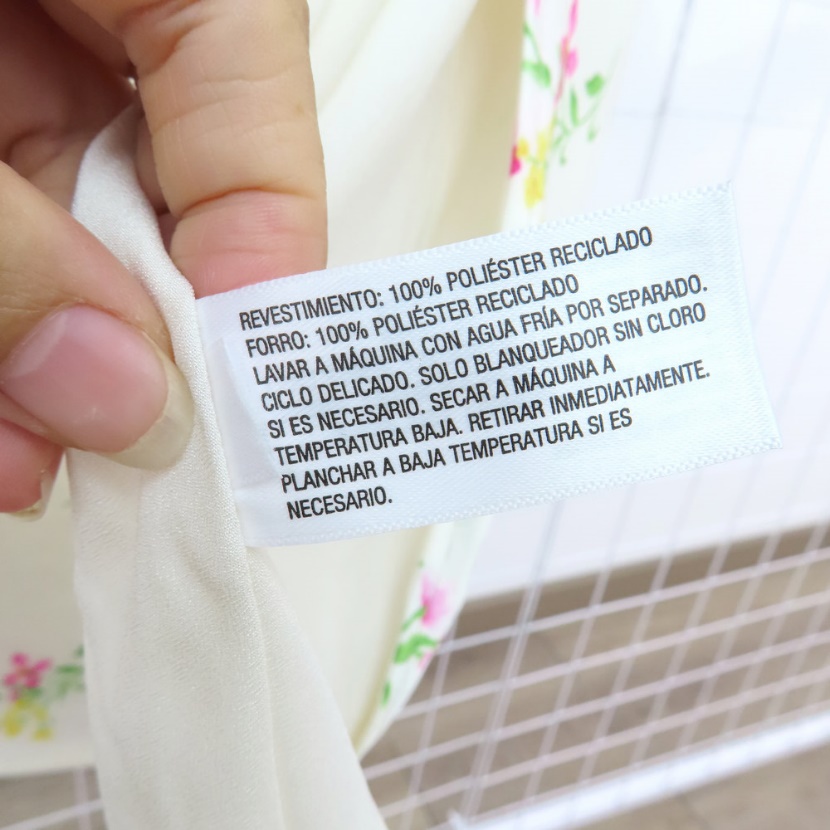 REVESTIMIENTO: 100% POLIÉSTER RECICLADO
FORRO: 100% POLIÉSTER RECICLADO
LAVAR A MÁQUINA CON AGUA FRÍA POR SEPARADO.
CICLO DELICADO. SOLO BLANQUEADOR SIN CLORO
SI ES NECESARIO. SECAR A MÁQUINA A
TEMPERATURA BAJA. RETIRAR INMEDIATAMENTE.
PLANCHAR A BAJA TEMPERATURA SI ES
NECESARIO.